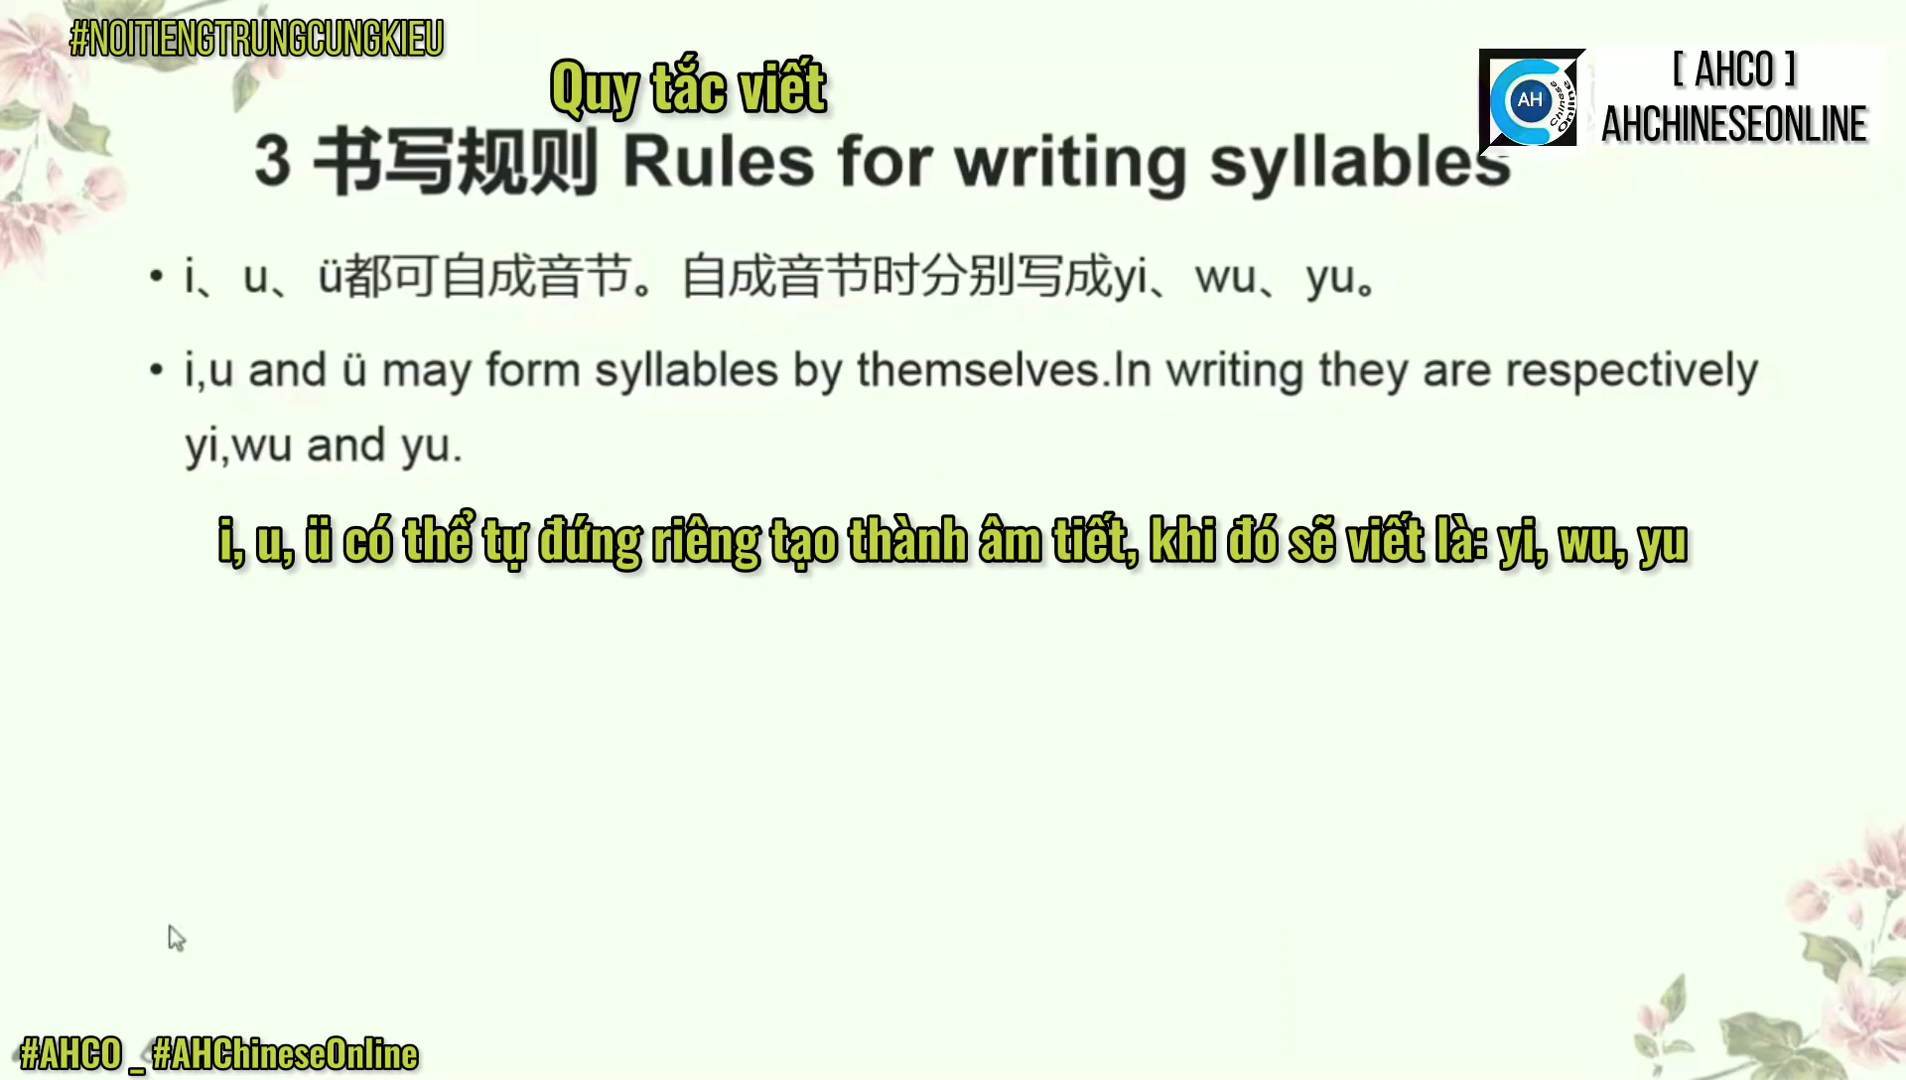 #NOITIENGTRUNGCUNGKIEU
Quy tắc viết
[ AHCO ]
AHCHINESEONLINE
AH
Chinese
Online
3 书写规则 Rules for writing syllables
• i、u、ü都可自成音节。自成音节时分别写成yi、wu、yu。
• i,u and ü may form syllables by themselves.In writing they are respectively
yi,wu and yu.
i, u, ü có thể tự đứng riêng tạo thành âm tiết, khi đó sẽ viết là: yi, wu, yu
#AHCO _ #AHChineseOnline